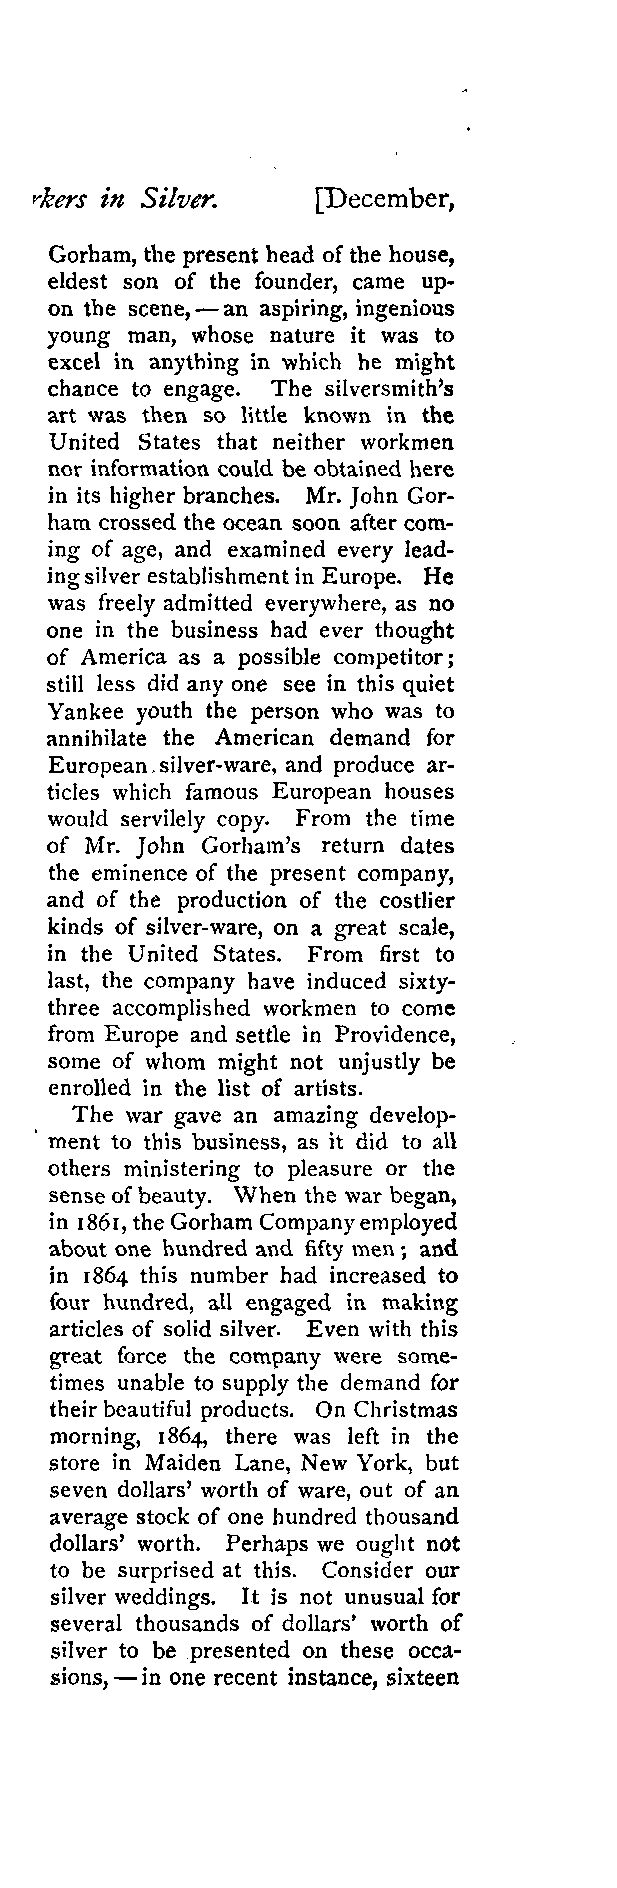 rkers in Silver. [December,
Gorham, the present head of the house,
eldest son of the founder, came up-
on the scene,—an aspiring, ingenious
young man, whose nature it was to
excel in anything in which he might
chance to engage. The silversmith's
art was then so little known in the
United States that neither workmen
nor information could be obtained here
in its higher branches. Mr. John Gor-
ham crossed the ocean soon after com-
ing of age, and examined every lead-
ing silver establishment in Europe. He
was freely admitted everywhere, as no
one in the business had ever thought
of America as a possible competitor;
still less did any one see in this quiet
Yankee youth the person who was to
annihilate the American demand for
European silver-ware, and produce ar-
ticles which famous European houses
would servilely copy. From the time
of Mr. John Gorham's return dates
the eminence of the present company,
and of the production of the costlier
kinds of silver-ware, on a great scale,
in the United States. From first to
last, the company have induced sixty-
three accomplished workmen to come
from Europe and settle in Providence,
some of whom might not unjustly be
enrolled in the list of artists.
The war gave an amazing develop-
ment to this business, as it did to all
others ministering to pleasure or the
sense of beauty. When the war began,
in 1861, the Gorham Company employed
about one hundred and fifty men; and
in 1864 this number had increased to
four hundred, all engaged in making
articles of solid silver. Even with this
great force the company were some-
times unable to supply the demand for
their beautiful products. On Christmas
morning, 1864, there was left in the
store in Maiden Lane, New York, but
seven dollars' worth of ware, out of an
average stock of one hundred thousand
dollars' worth. Perhaps we ought not
to be surprised at this. Consider our
silver weddings. It is not unusual for
several thousands of dollars' worth of
silver to be presented on these occa-
sions,—in one recent instance, sixteen